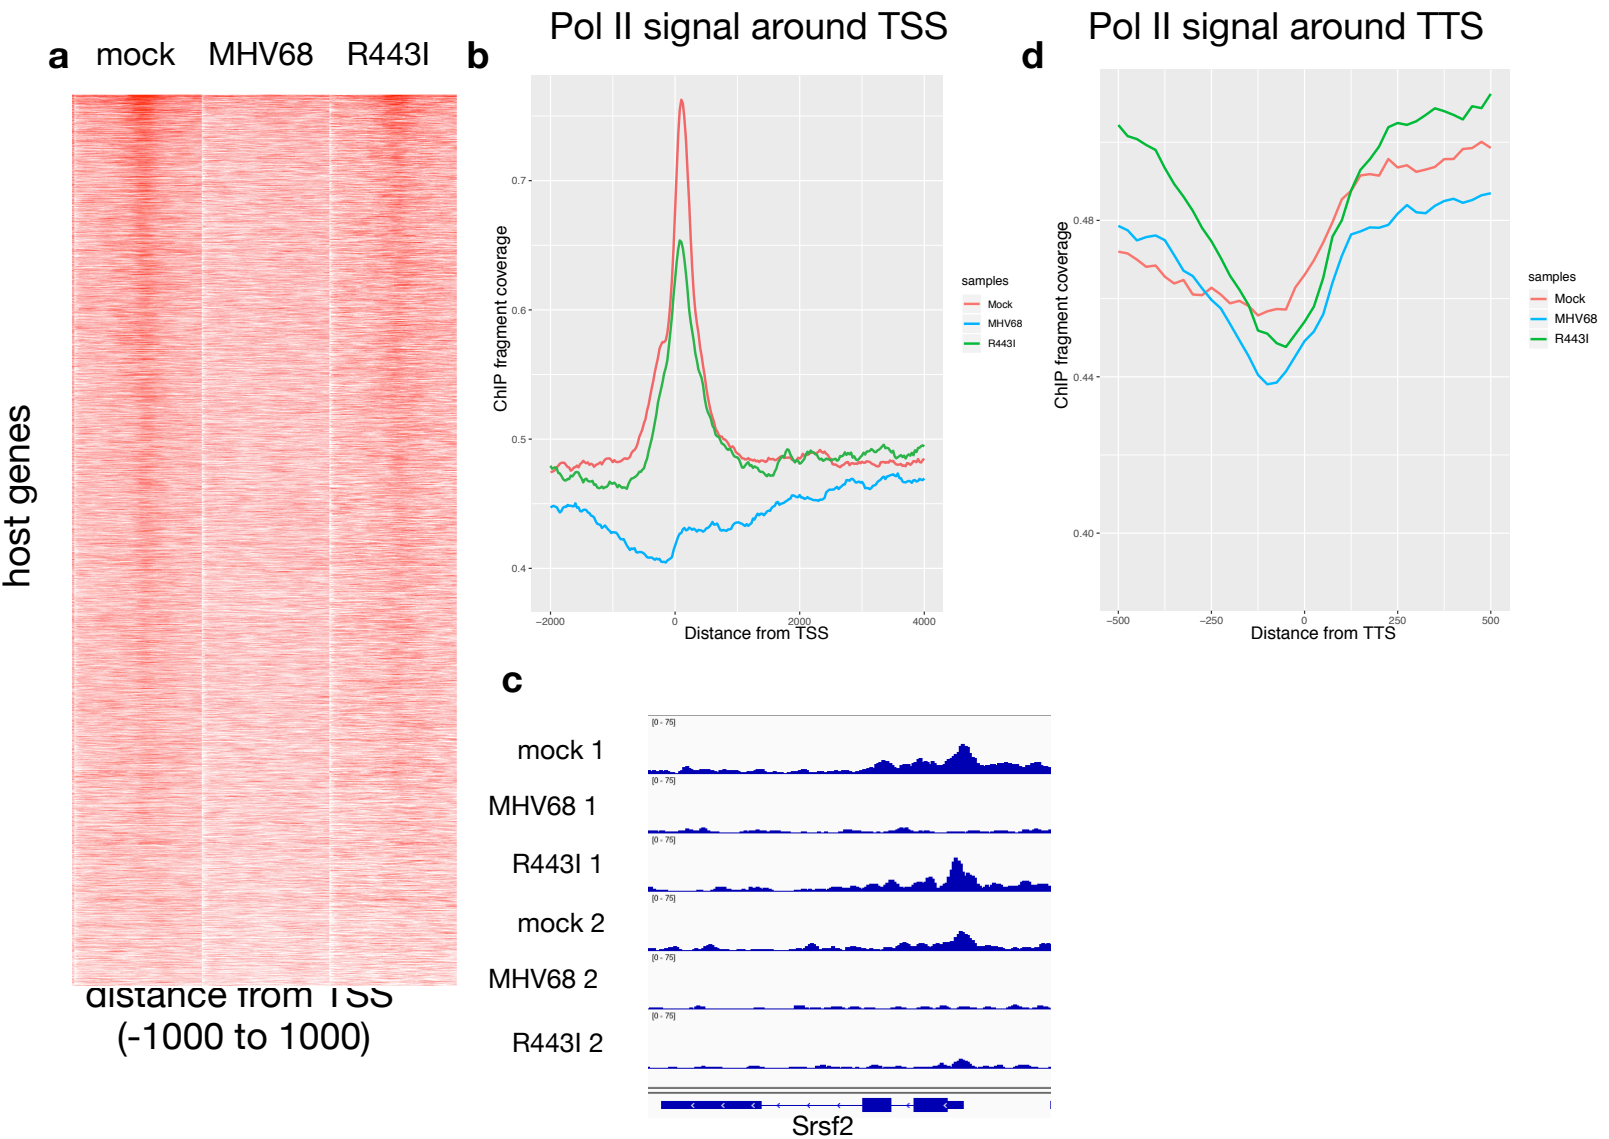 a
mock
MHV68
R443I
host genes
distance from TSS
(-1000 to 1000)
b
Pol II signal around TSS
ChIP fragment coverage
0.7
0.6
0.5
0.4
−2000
0
2000
4000
Distance from TSS
samples
Mock
MHV68
R443I
d
Pol II signal around TTS
ChIP fragment coverage
0.48
0.44
0.40
−500
−250
0
250
500
Distance from TTS
samples
Mock
MHV68
R443I
c
mock 1
[0 - 75]
MHV68 1
[0 - 75]
R443I 1
[0 - 75]
mock 2
[0 - 75]
MHV68 2
[0 - 75]
R443I 2
[0 - 75]
Srsf2